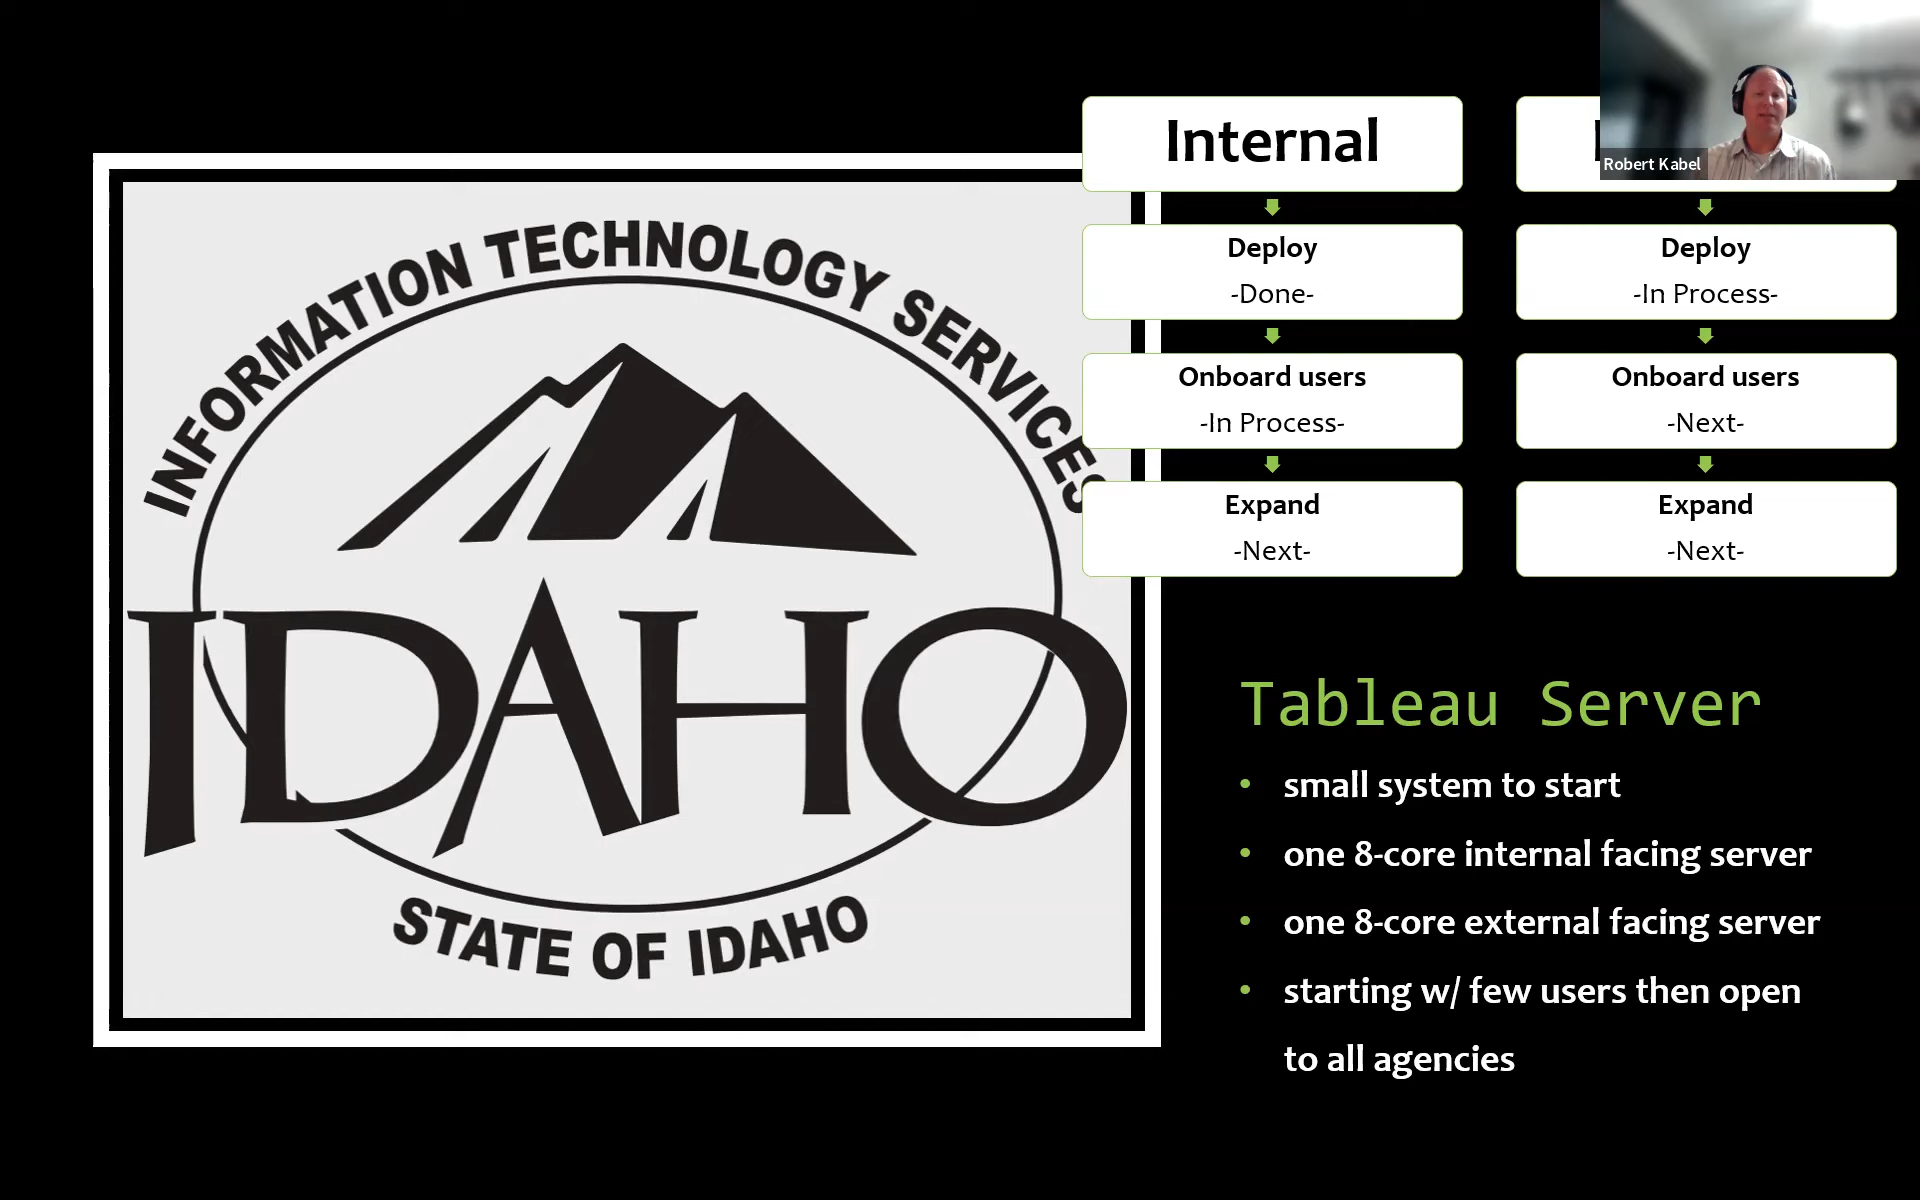 INFORMATION TECHNOLOGY SERVICES
IDAHO
STATE OF IDAHO
Internal
Deploy
-Done-
Onboard users
-In Process-
Expand
-Next-
Robert Kabel
Deploy
-In Process-
Onboard users
-Next-
Expand
-Next-
Tableau Server
• small system to start
• one 8-core internal facing server
• one 8-core external facing server
• starting w/ few users then open
to all agencies